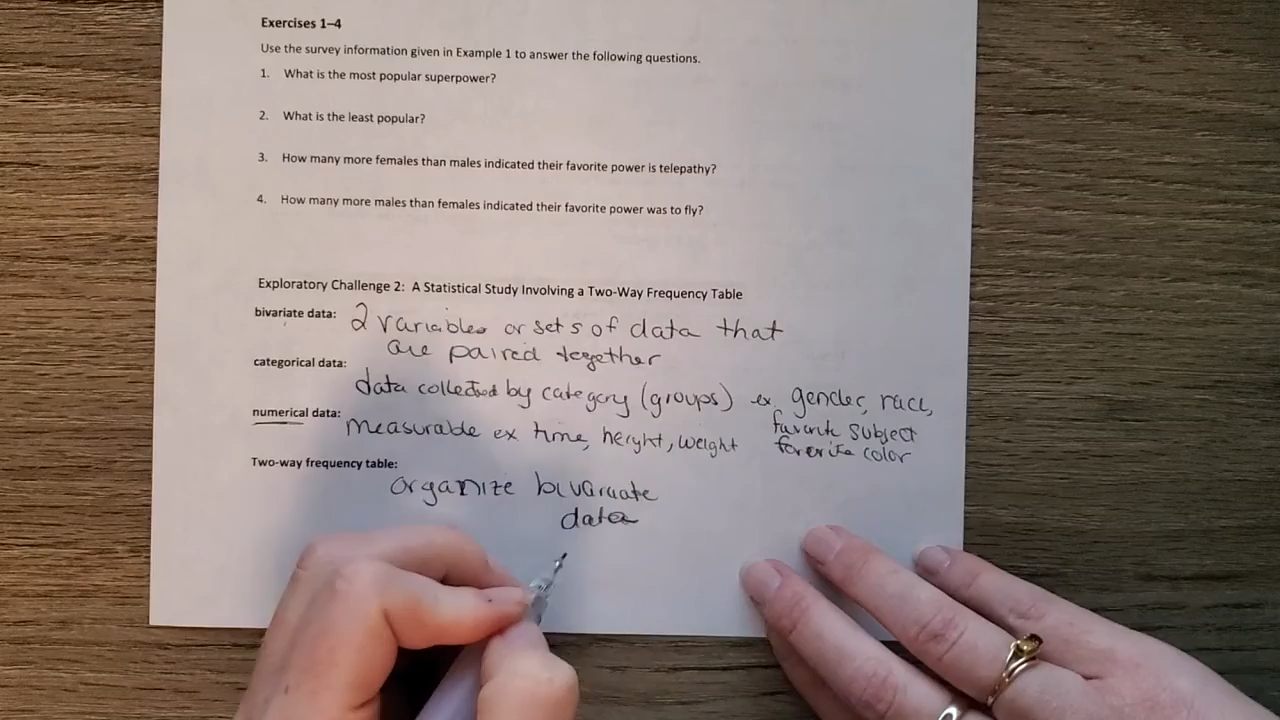 Exercises 1–4
Use the survey information given in Example 1 to answer the following questions.
1. What is the most popular superpower?
2. What is the least popular?
3. How many more females than males indicated their favorite power is telepathy?
4. How many more males than females indicated their favorite power was to fly?
Exploratory Challenge 2: A Statistical Study Involving a Two-Way Frequency Table
bivariate data: 2 variables or sets of data that
are paired together
categorical data:
data collected by category (groups) ex gender, race,
favorite subject
favorite color
numerical data: measurable ex time, height, weight
Two-way frequency table:
organize bivariate
data